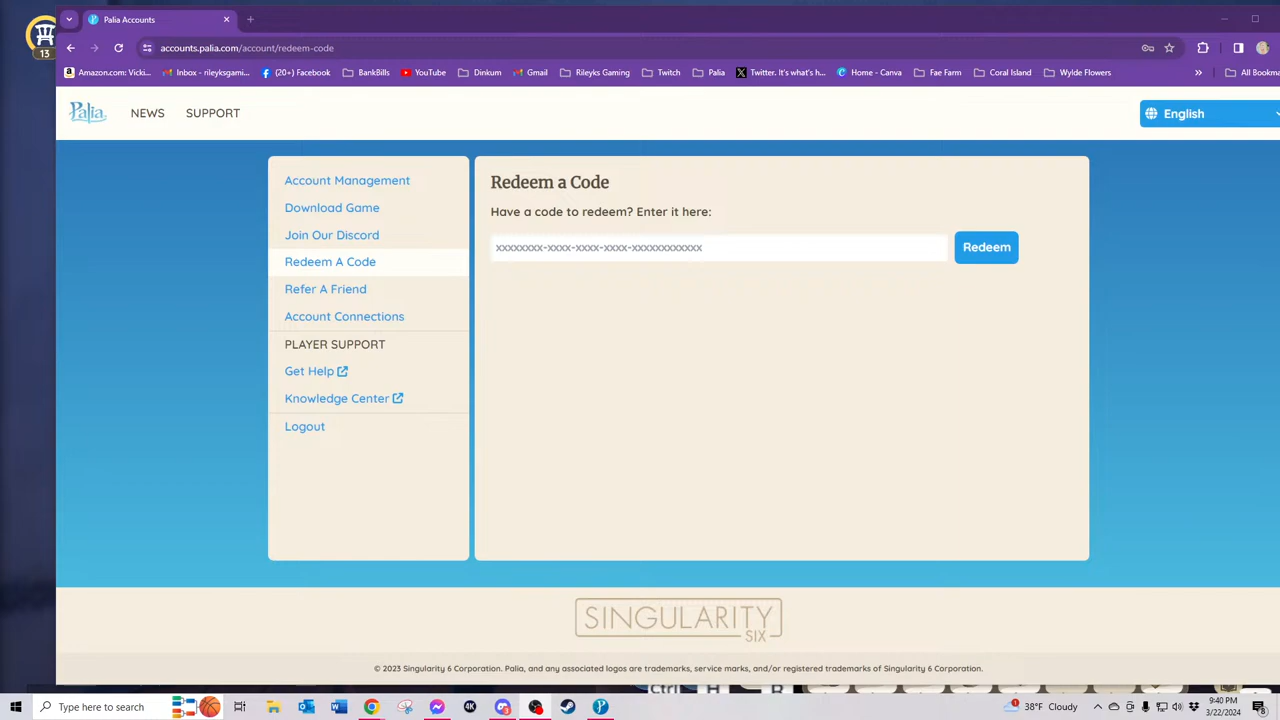 Palia Accounts
accounts.palia.com/account/redeem-code
Amazon.com: Vicki...
Inbox - rileyksgami...
(20+) Facebook
BankBills
YouTube
Dinkum
Gmail
Rileyks Gaming
Twitch
Palia
Twitter. It's what's h...
Home - Canva
Fae Farm
Coral Island
Wylde Flowers
»
All Bookma
13
Palia
NEWS
SUPPORT
English
Account Management
Download Game
Join Our Discord
Redeem A Code
Refer A Friend
Account Connections
PLAYER SUPPORT
Get Help
Knowledge Center
Logout
Redeem a Code
Have a code to redeem? Enter it here:
xxxxxxxx-xxxx-xxxx-xxxx-xxxxxxxxxxxx
Redeem
SINGULARITY
SIX
© 2023 Singularity 6 Corporation. Palia, and any associated logos are trademarks, service marks, and/or registered trademarks of Singularity 6 Corporation.
Ctrl
H
R
Type here to search
4K
38°F Cloudy
9:40 PM
3/22/2024